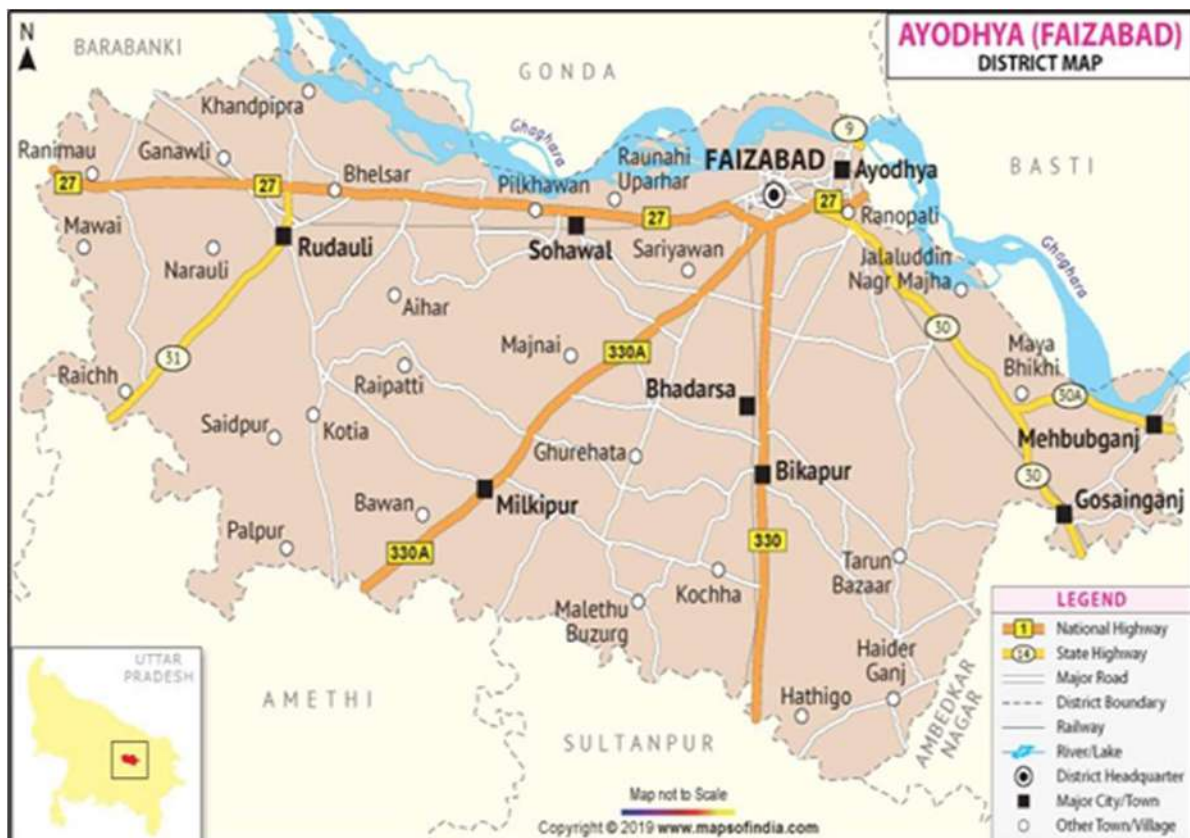 N
BARABANKI
GONDA
AYODHYA (FAIZABAD)
DISTRICT MAP
Khandpipra
Ghaghara
9
Ranimau
Ganawli
Raunahi
Uparhar
FAIZABAD
Ayodhya
BASTI
27
27
Bhelsar
Pilkhawan
27
27
Ranopali
Mawai
Narauli
Rudauli
Sohawal
Sariyawan
Jalaluddin
Nagr Majha
Ghaghara
Aihar
31
Majnai
330A
30
Maya
Bhikhi
Raichh
Raipatti
Bhadarsa
30A
Saidpur
Kotia
Mehbubganj
Ghurehata
Bikapur
30
Bawan
Milkipur
Gosainganj
Palpur
330A
330
Tarun
Bazaar
Kochha
Malethu
Buzurg
Haider
Ganj
Hathigo
AMETHI
SULTANPUR
AMBEDKAR
NAGAR
UTTAR
PRADESH
LEGEND
1 National Highway
14 State Highway
Major Road
District Boundary
Railway
River/Lake
District Headquarter
Major City/Town
Other Town/Village
Map not to Scale
Copyright © 2019 www.mapsofindia.com